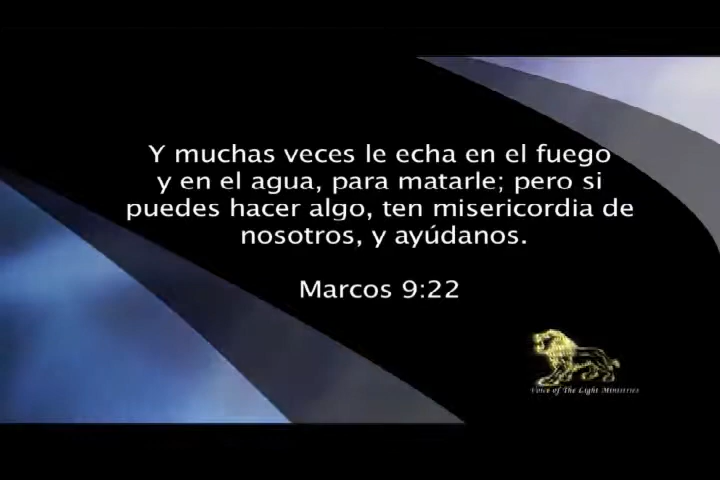 Y muchas veces le echa en el fuego
y en el agua, para matarle; pero si
puedes hacer algo, ten misericordia de
nosotros, y ayúdanos.
Marcos 9:22
Voice of The Light Ministries